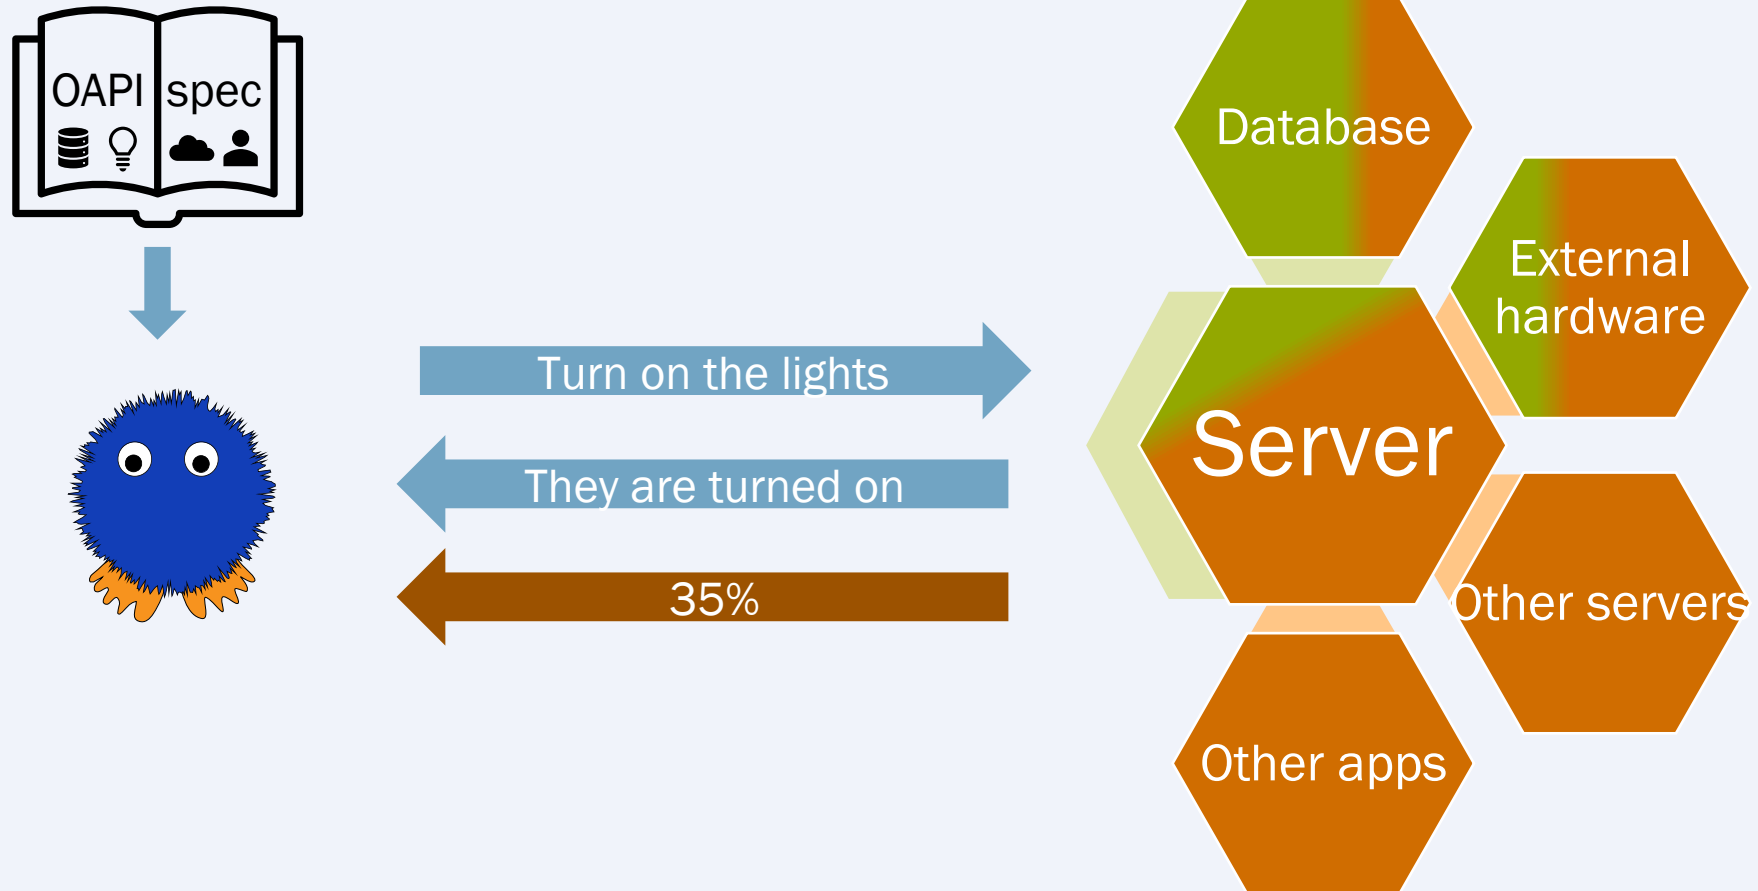 OAPI spec
Turn on the lights
They are turned on
35%
Database
External
hardware
Server
Other servers
Other apps